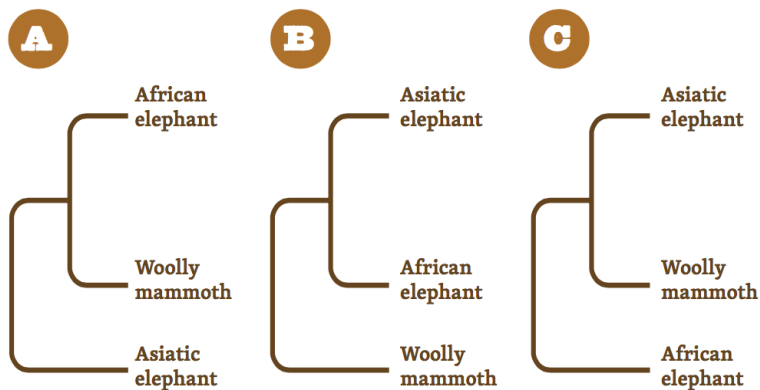 A
African
elephant
Woolly
mammoth
Asiatic
elephant
B
Asiatic
elephant
African
elephant
Woolly
mammoth
C
Asiatic
elephant
Woolly
mammoth
African
elephant